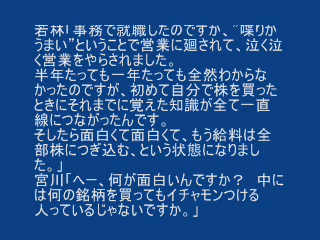 若林「事務で就職したのですか、"喋りか
うまい"ということで営業に廻されて、泣く泣
く営業をやらされました。
半年たっても一年たっても全然わからな
かったのですが、初めて自分で株を買った
ときにそれまでに覚えた知識が全て一直
線につながったんです。
そしたら面白くて面白くて、もう給料は全
部株につぎ込む、という状態になりまし
た。」
宮川「へー、何が面白いんですか？　中に
は何の銘柄を買ってもイチャモンつける
人っているじゃないですか。」